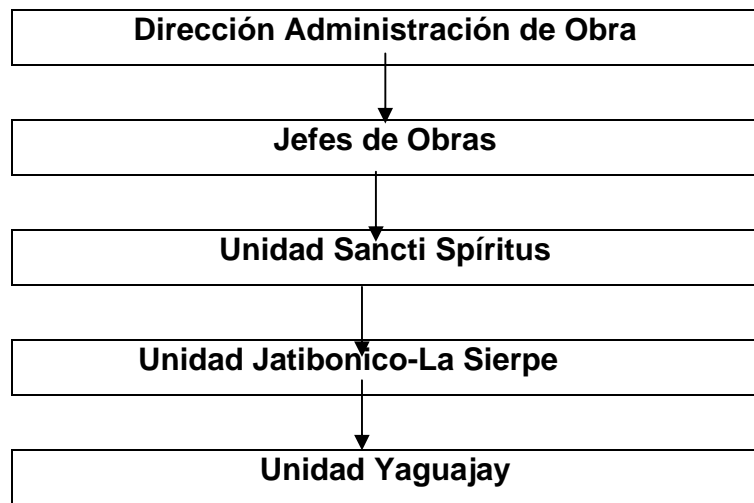 Dirección Administración de Obra
Jefes de Obras
Unidad Sancti Spíritus
Unidad Jatibonico-La Sierpe
Unidad Yaguajay